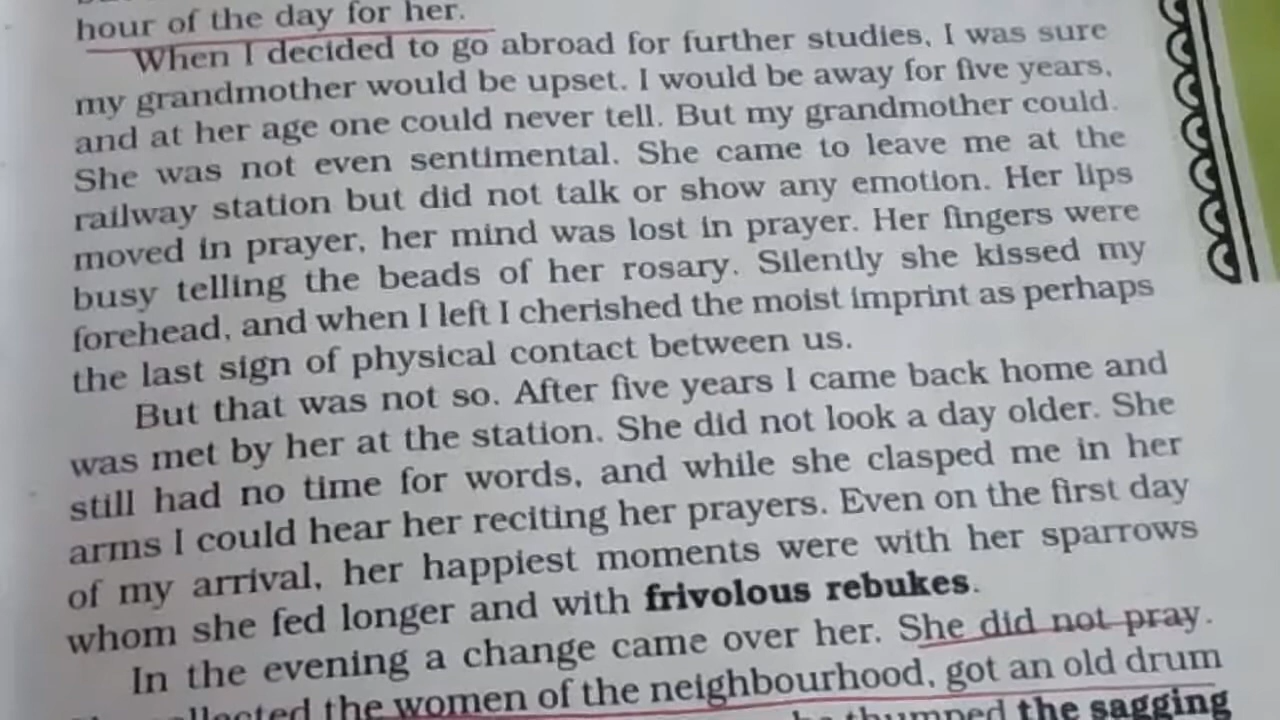 hour of the day for her.
When I decided to go abroad for further studies, I was sure
my grandmother would be upset. I would be away for five years,
and at her age one could never tell. But my grandmother could.
She was not even sentimental. She came to leave me at the
railway station but did not talk or show any emotion. Her lips
moved in prayer, her mind was lost in prayer. Her fingers were
busy telling the beads of her rosary. Silently she kissed my
forehead, and when I left I cherished the moist imprint as perhaps
the last sign of physical contact between us.
But that was not so. After five years I came back home and
was met by her at the station. She did not look a day older. She
still had no time for words, and while she clasped me in her
arms I could hear her reciting her prayers. Even on the first day
of my arrival, her happiest moments were with her sparrows
whom she fed longer and with frivolous rebukes.
In the evening a change came over her. She did not pray.
the women of the neighbourhood, got an old drum
thumped the sagging